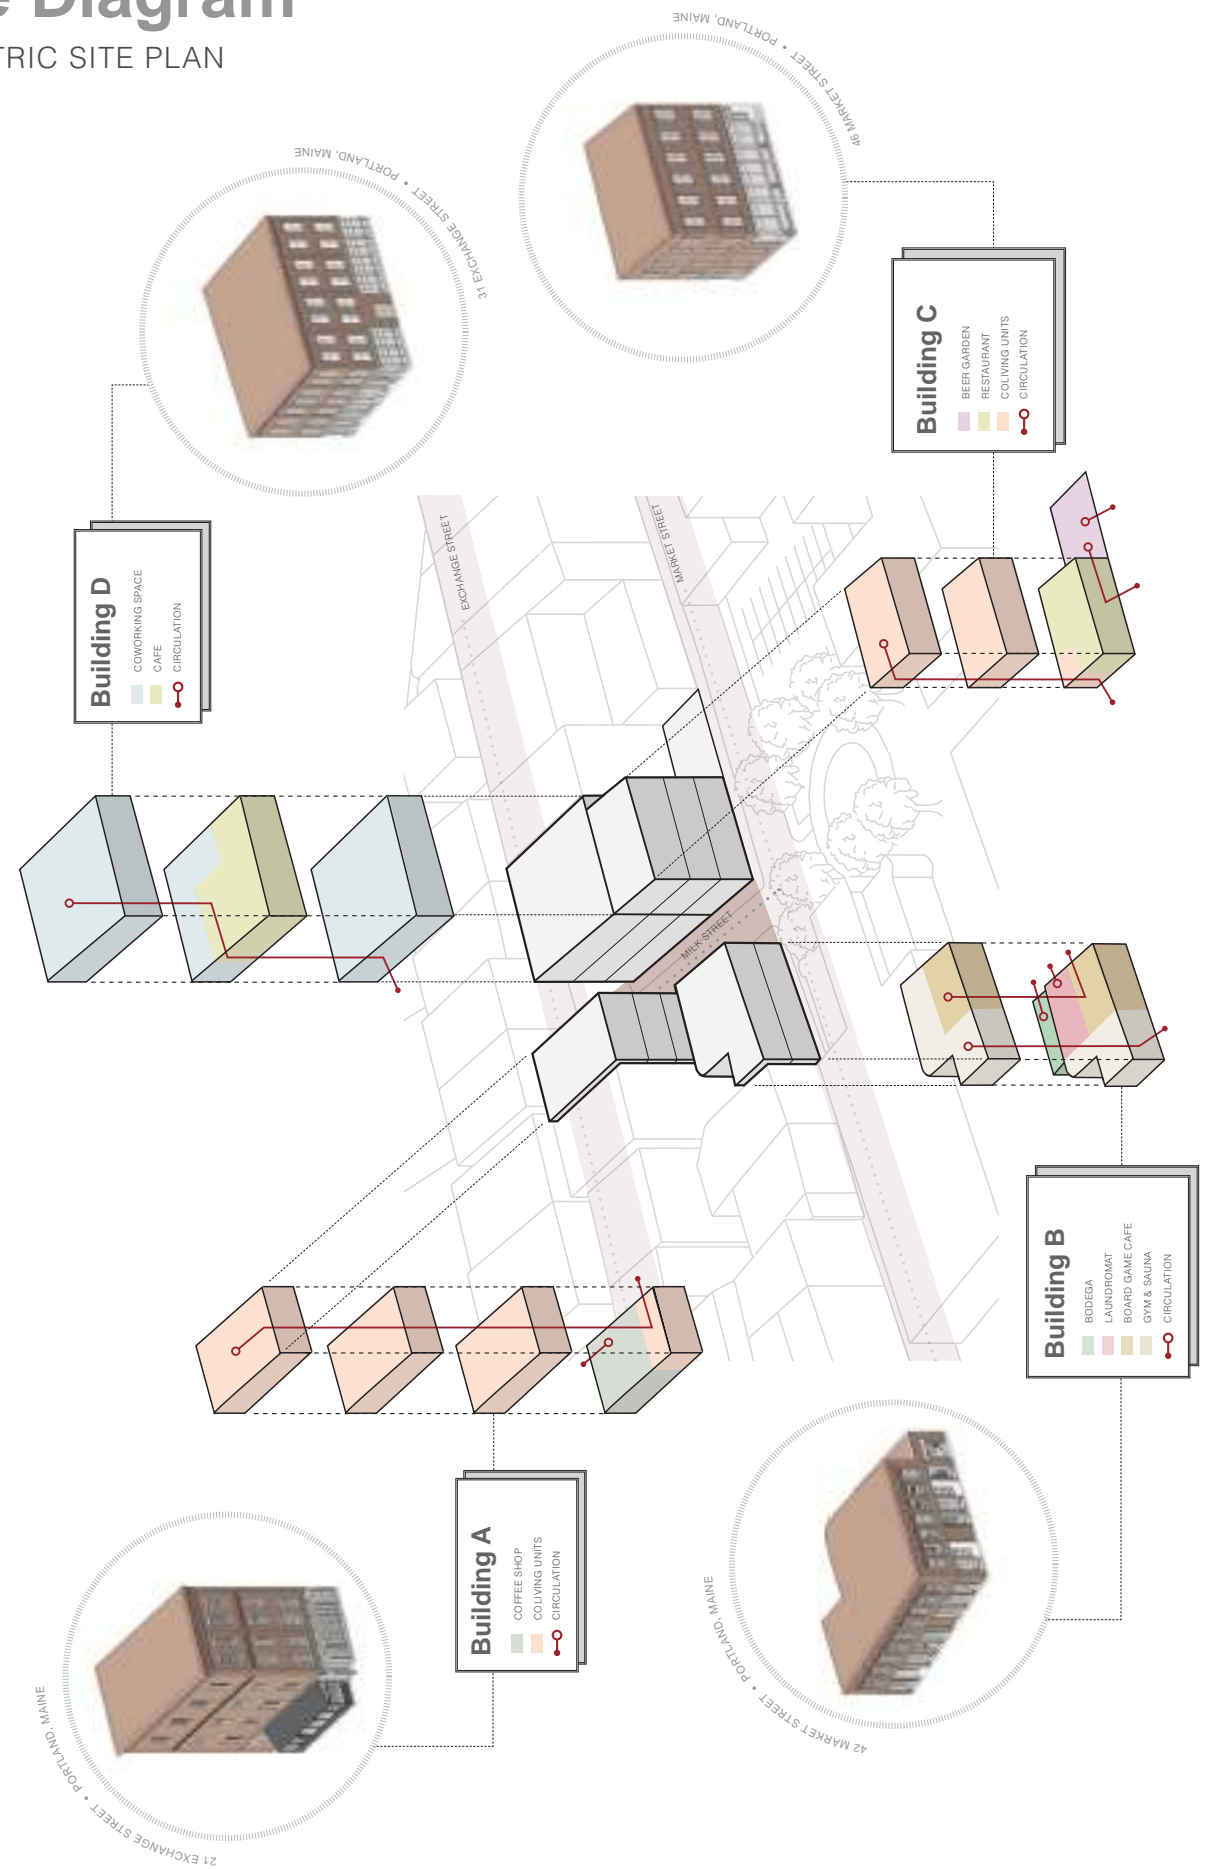 e Diagram
TRIC SITE PLAN
46 MARKET STREET • PORTLAND, MAINE
31 EXCHANGE STREET • PORTLAND, MAINE
Building C
BEER GARDEN
RESTAURANT
COLIVING UNITS
CIRCULATION
Building D
COWORKING SPACE
CAFE
CIRCULATION
EXCHANGE STREET
MARKET STREET
MILK STREET
Building B
BODEGA
LAUNDROMAT
BOARD GAME CAFE
GYM & SAUNA
CIRCULATION
Building A
COFFEE SHOP
COLIVING UNITS
CIRCULATION
42 MARKET STREET • PORTLAND, MAINE
21 EXCHANGE STREET • PORTLAND, MAINE